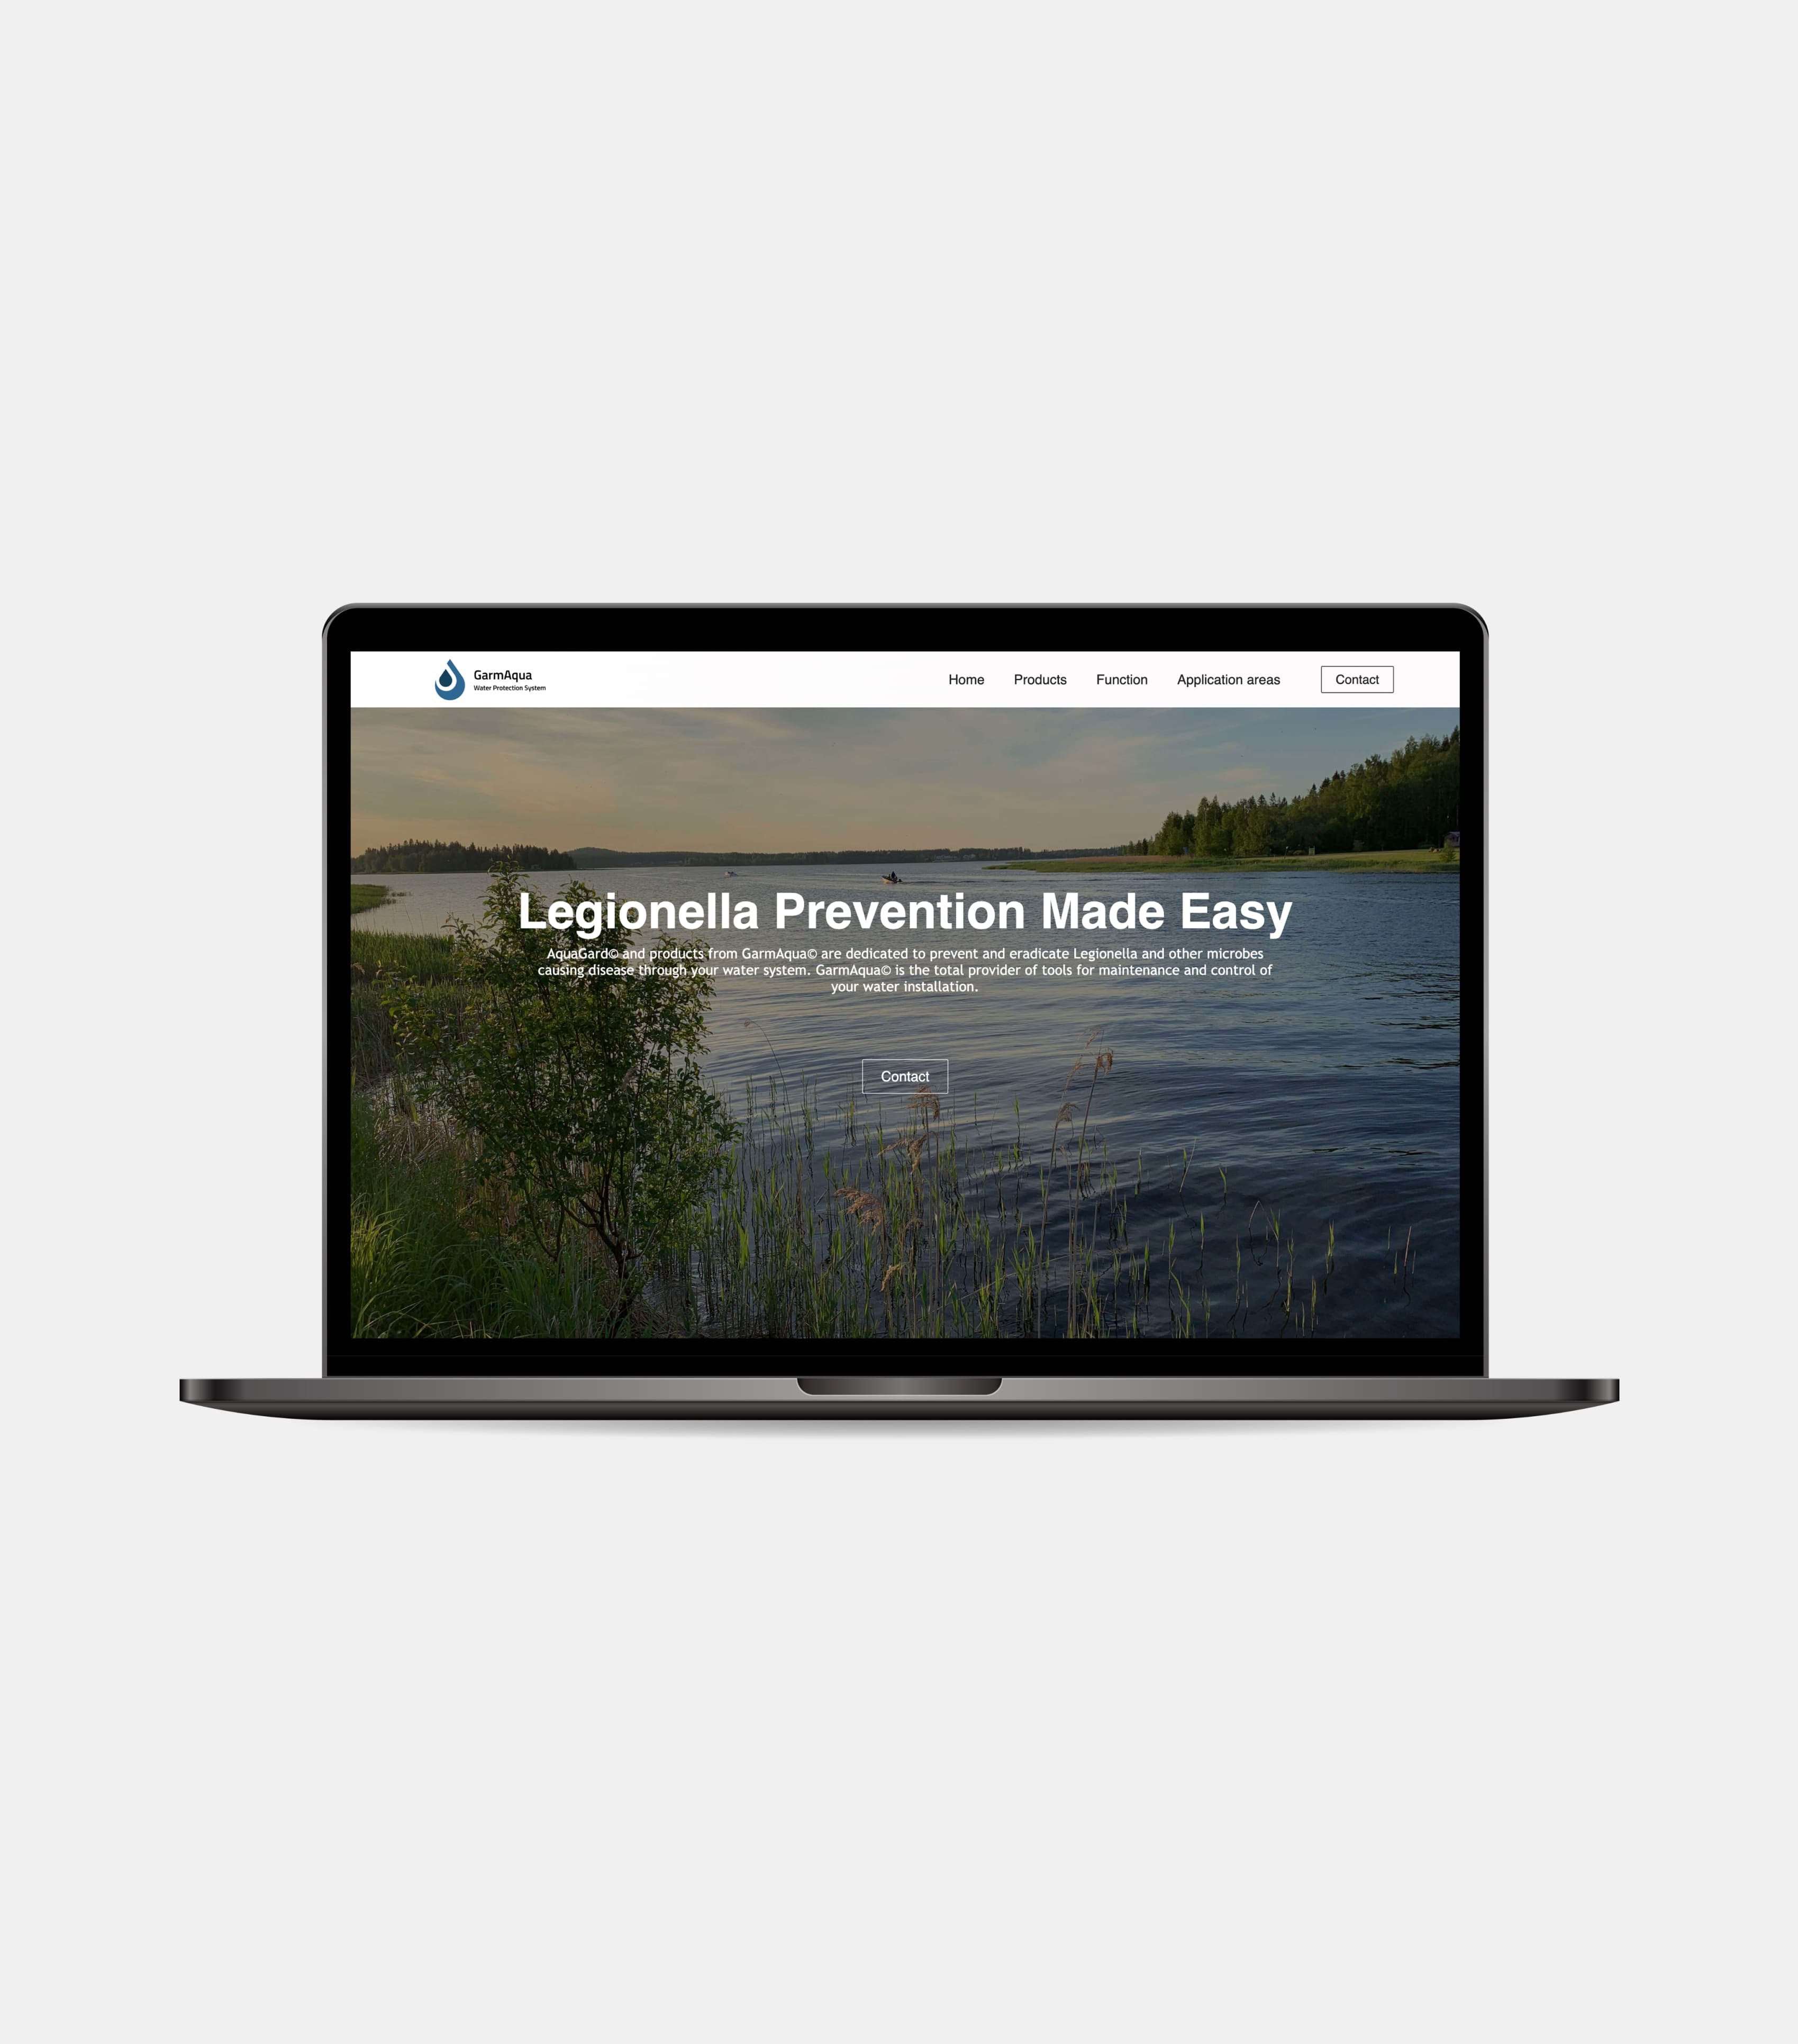 GarmAqua
Water Protection System
Home Products Function Application areas Contact
Legionella Prevention Made Easy
AquaGard© and products from GarmAqua© are dedicated to prevent and eradicate Legionella and other microbes
causing disease through your water system. GarmAqua© is the total provider of tools for maintenance and control of
your water installation.
Contact